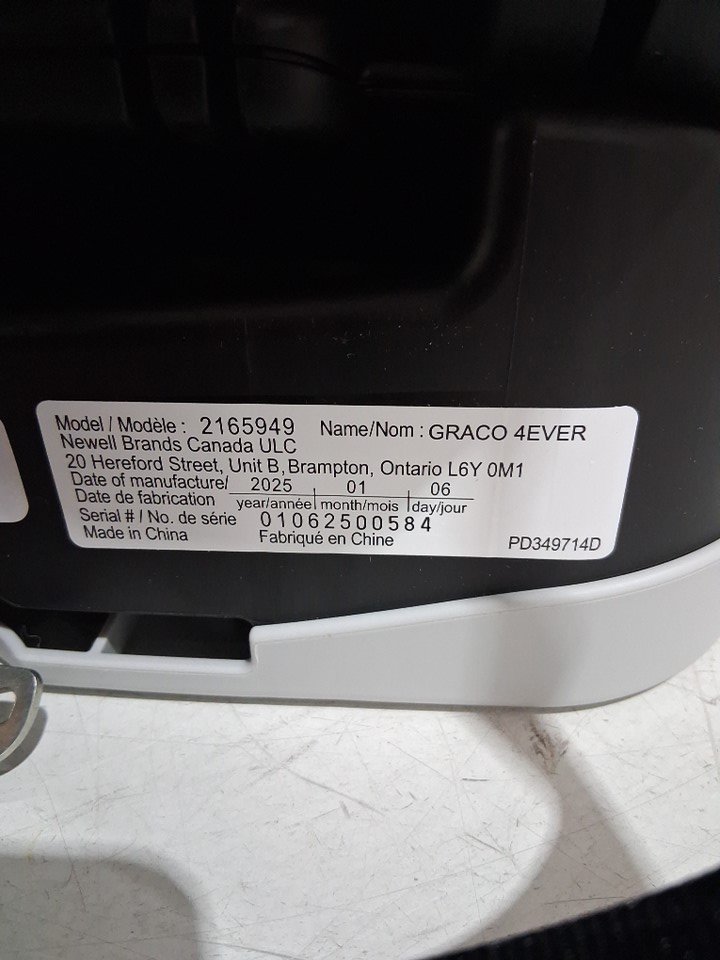 Model / Modèle : 2165949 Name/Nom : GRACO 4EVER
Newell Brands Canada ULC
20 Hereford Street, Unit B, Brampton, Ontario L6Y 0M1
Date of manufacture/ 2025 01 06
Date de fabrication year/année month/mois day/jour
Serial # / No. de série 01062500584
Made in China Fabriqué en Chine PD349714D